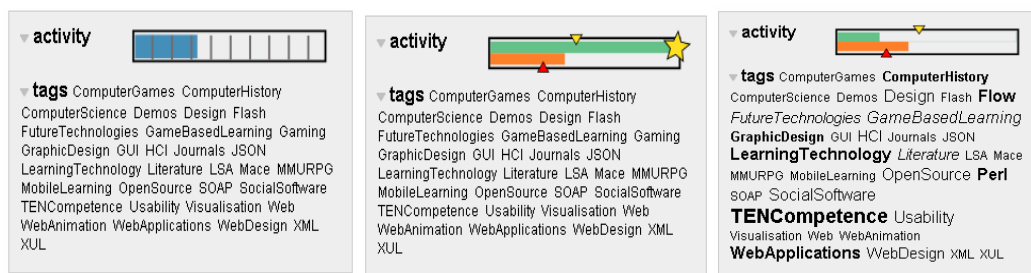 activity
tags ComputerGames ComputerHistory
ComputerScience Demos Design Flash
FutureTechnologies GameBasedLearning Gaming
GraphicDesign GUI HCI Journals JSON
LearningTechnology Literature LSA Mace MMURPG
MobileLearning OpenSource SOAP SocialSoftware
TENCompetence Usability Visualisation Web
WebAnimation WebApplications WebDesign XML
XUL
activity
tags ComputerGames ComputerHistory
ComputerScience Demos Design Flash
FutureTechnologies GameBasedLearning Gaming
GraphicDesign GUI HCI Journals JSON
LearningTechnology Literature LSA Mace MMURPG
MobileLearning OpenSource SOAP SocialSoftware
TENCompetence Usability Visualisation Web
WebAnimation WebApplications WebDesign XML
XUL
activity
tags ComputerGames ComputerHistory
ComputerScience Demos Design Flash Flow
FutureTechnologies GameBasedLearning
GraphicDesign GUI HCI Journals JSON
LearningTechnology Literature LSA Mace
MMURPG MobileLearning OpenSource Perl
SOAP SocialSoftware
TENCompetence Usability
Visualisation Web WebAnimation
WebApplications WebDesign XML XUL